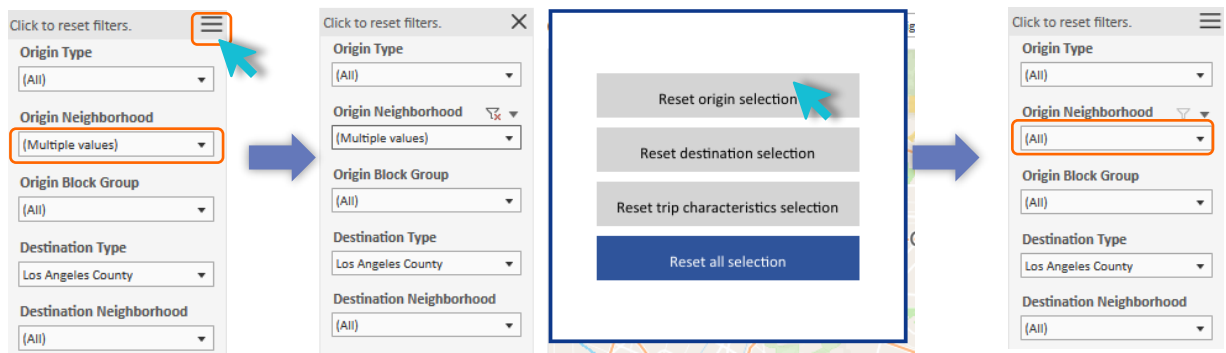 Click to reset filters.
Origin Type
(All)
Origin Neighborhood
(Multiple values)
Origin Block Group
(All)
Destination Type
Los Angeles County
Destination Neighborhood
(All)
Click to reset filters.
Origin Type
(All)
Origin Neighborhood
(Multiple values)
Origin Block Group
(All)
Destination Type
Los Angeles County
Destination Neighborhood
(All)
Reset origin selection
Reset destination selection
Reset trip characteristics selection
Reset all selection
Click to reset filters.
Origin Type
(All)
Origin Neighborhood
(All)
Origin Block Group
(All)
Destination Type
Los Angeles County
Destination Neighborhood
(All)